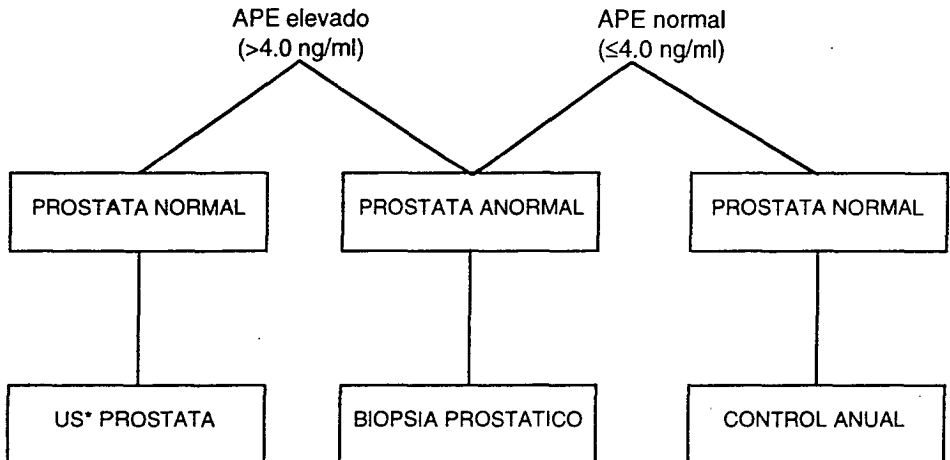 APE elevado
(>4.0 ng/ml)
APE normal
(≤4.0 ng/ml)
PROSTATA NORMAL
PROSTATA ANORMAL
PROSTATA NORMAL
US* PROSTATA
BIOPSIA PROSTATICO
CONTROL ANUAL